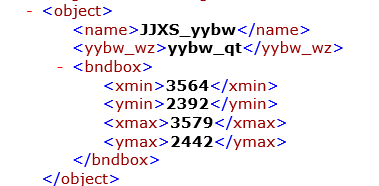 - <object>
<name>JJXS_yybw</name>
<yybw_wz>yybw_qt</yybw_wz>
- <bndbox>
<xmin>3564</xmin>
<ymin>2392</ymin>
<xmax>3579</xmax>
<ymax>2442</ymax>
</bndbox>
</object>